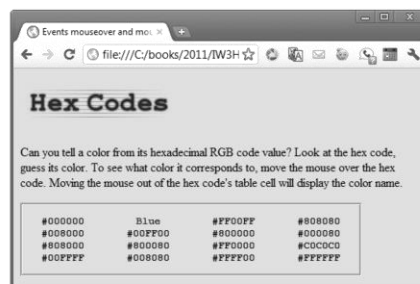 Events mouseover and mou
file:///C:/books/2011/IW3H
Hex Codes
Can you tell a color from its hexadecimal RGB code value? Look at the hex code,
guess its color. To see what color it corresponds to, move the mouse over the hex
code. Moving the mouse out of the hex code's table cell will display the color name.
#000000 Blue #FF00FF #808080
#008000 #00FF00 #800000 #000080
#808000 #800080 #FF0000 #C0C0C0
#00FFFF #008080 #FFFF00 #FFFFFF